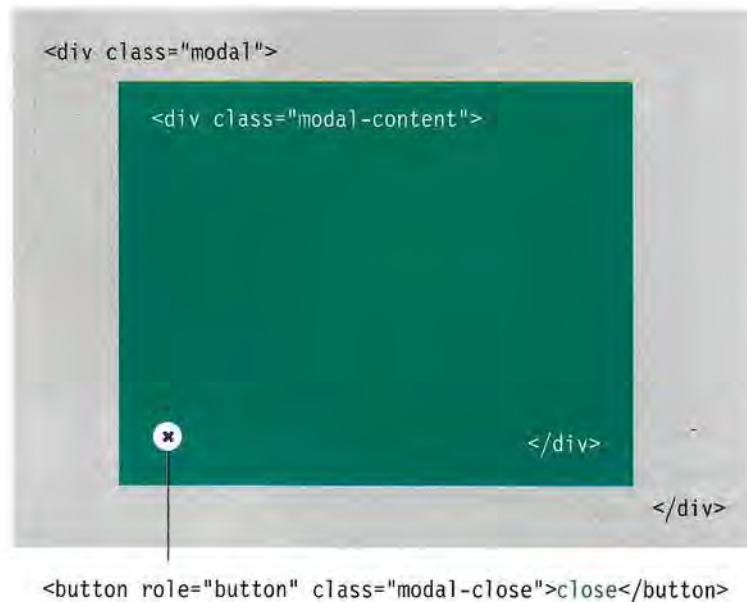 <div class="modal">
<div class="modal-content">
</div>
</div>
<button role="button" class="modal-close">close</button>